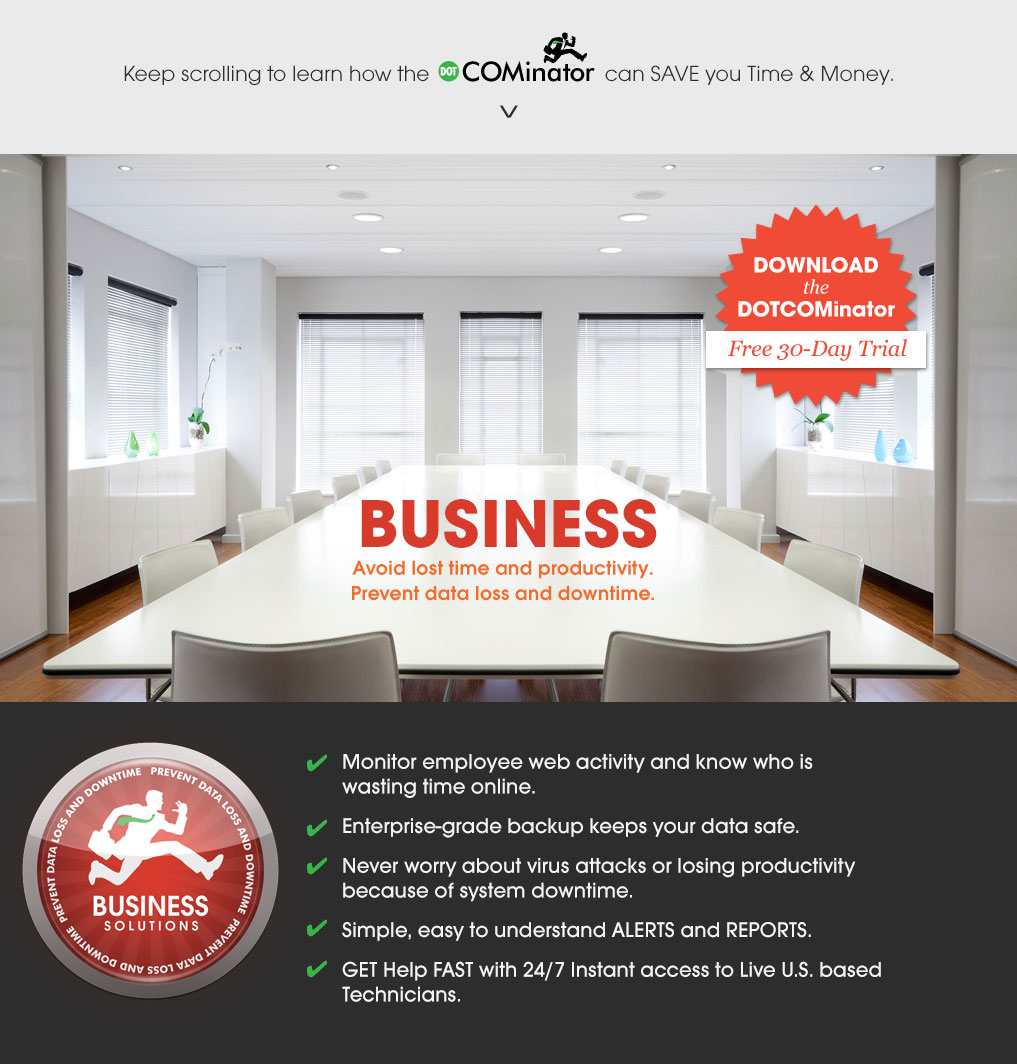 Keep scrolling to learn how the DOT COMinator can SAVE you Time & Money.
DOWNLOAD
the
DOTCOMinator
Free 30-Day Trial
BUSINESS
Avoid lost time and productivity.
Prevent data loss and downtime.
PREVENT DATA LOSS AND DOWNTIME PREVENT DATA LOSS AND DOWNTIME PREVENT DATA LOSS AND DOWNTIME
BUSINESS
SOLUTIONS
✔ Monitor employee web activity and know who is
wasting time online.
✔ Enterprise-grade backup keeps your data safe.
✔ Never worry about virus attacks or losing productivity
because of system downtime.
✔ Simple, easy to understand ALERTS and REPORTS.
✔ GET Help FAST with 24/7 Instant access to Live U.S. based
Technicians.